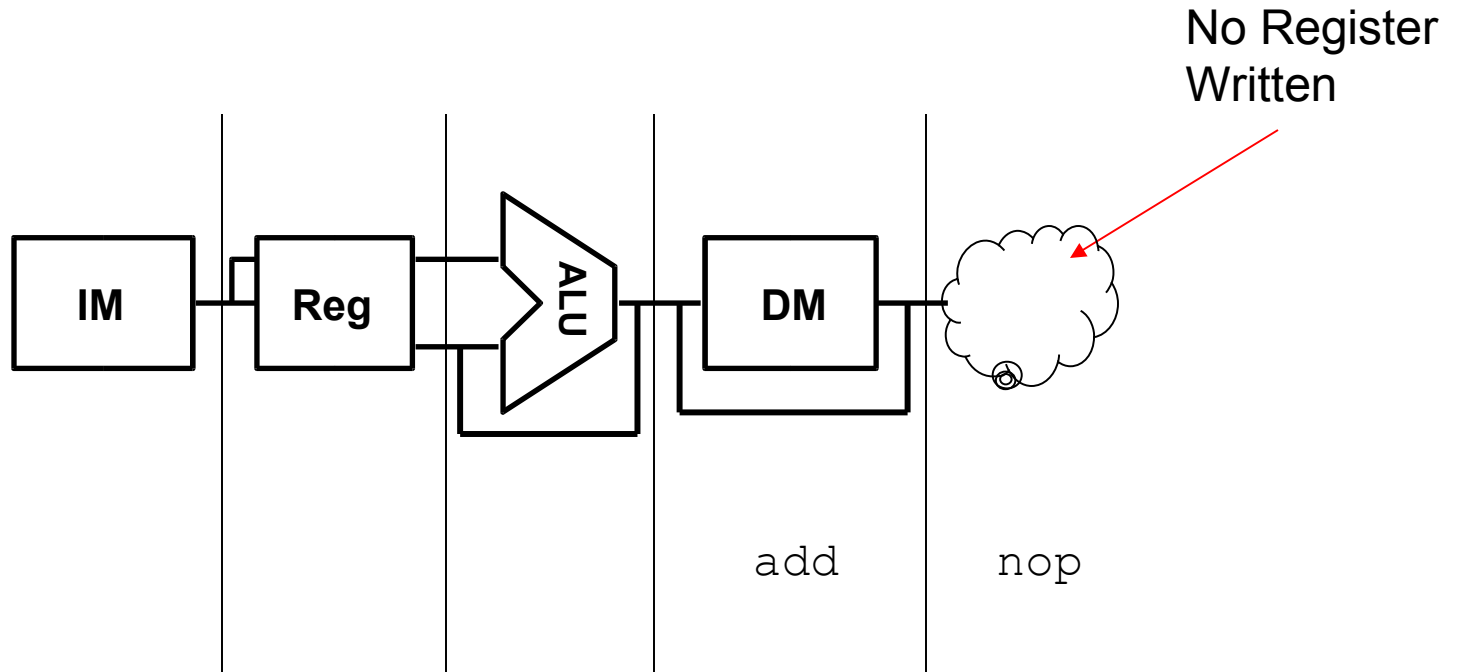 No Register
Written
IM
Reg
ALU
DM
add
nop